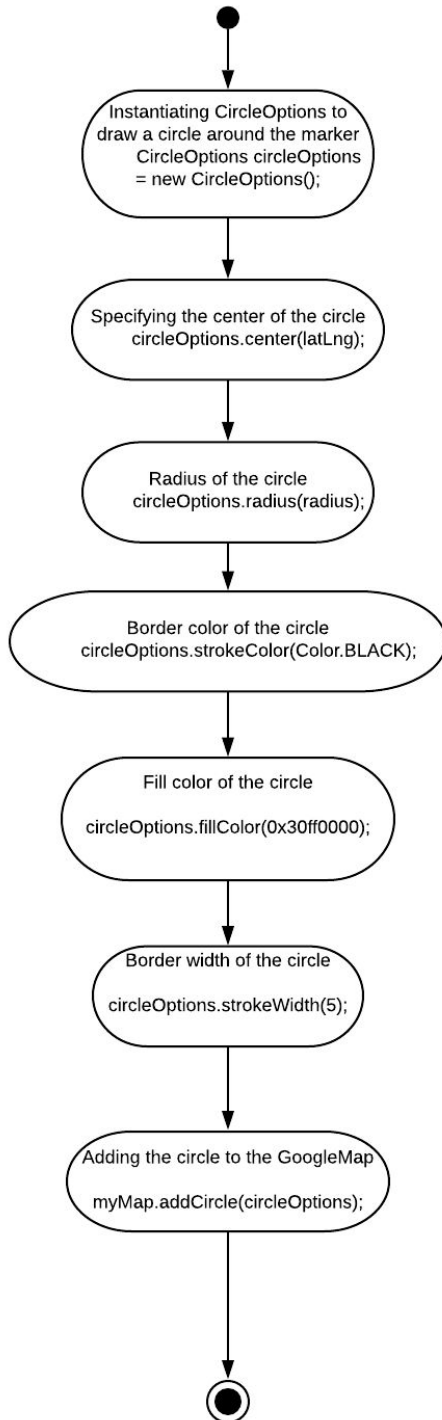 Instantiating CircleOptions to
draw a circle around the marker
CircleOptions circleOptions
= new CircleOptions();
Specifying the center of the circle
circleOptions.center(latLng);
Radius of the circle
circleOptions.radius(radius);
Border color of the circle
circleOptions.strokeColor(Color.BLACK);
Fill color of the circle
circleOptions.fillColor(0x30ff0000);
Border width of the circle
circleOptions.strokeWidth(5);
Adding the circle to the GoogleMap
myMap.addCircle(circleOptions);